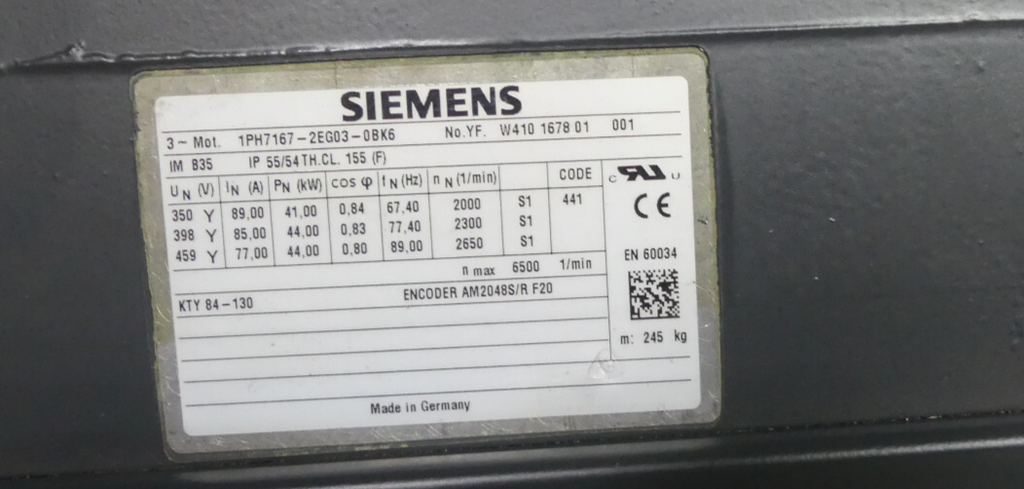 SIEMENS
3~ Mot. 1PH7167-2EG03-0BK6 No.YF. W410 1678 01 001
IM B35 IP 55/54 TH.CL. 155 (F)
UN (V) IN (A) PN (kW) cos φ fN (Hz) nN (1/min) CODE
350 Y 89,00 41,00 0,84 67,40 2000 S1 441
398 Y 85,00 44,00 0,83 77,40 2300 S1
459 Y 77,00 44,00 0,80 89,00 2650 S1
n max 6500 1/min
KTY 84-130 ENCODER AM2048S/R F20
Made in Germany
c RU US
CE
EN 60034
m: 245 kg